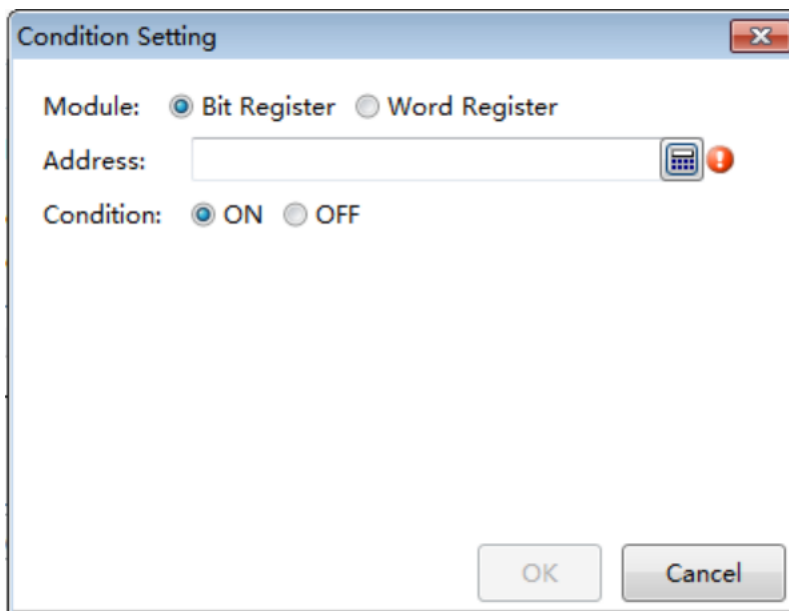 Condition Setting
Module: Bit Register Word Register
Address:
Condition: ON OFF
OK Cancel